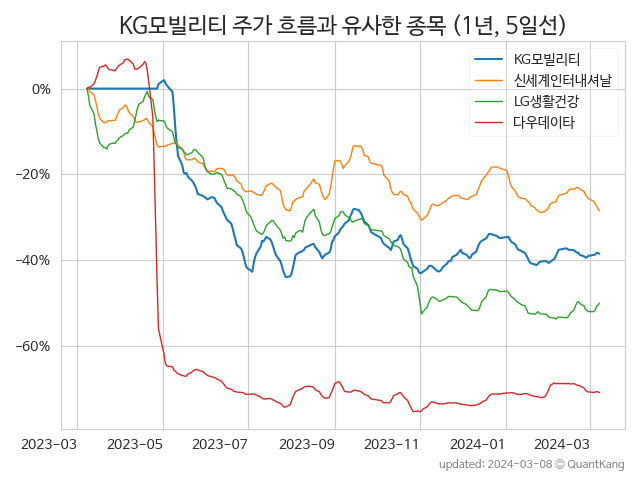 KG모빌리티 주가 흐름과 유사한 종목 (1년, 5일선)
KG모빌리티
신세계인터내셔날
LG생활건강
다우데이타
0%
−20%
−40%
−60%
2023-03 2023-05 2023-07 2023-09 2023-11 2024-01 2024-03
updated: 2024-03-08 ⓒ QuantKang